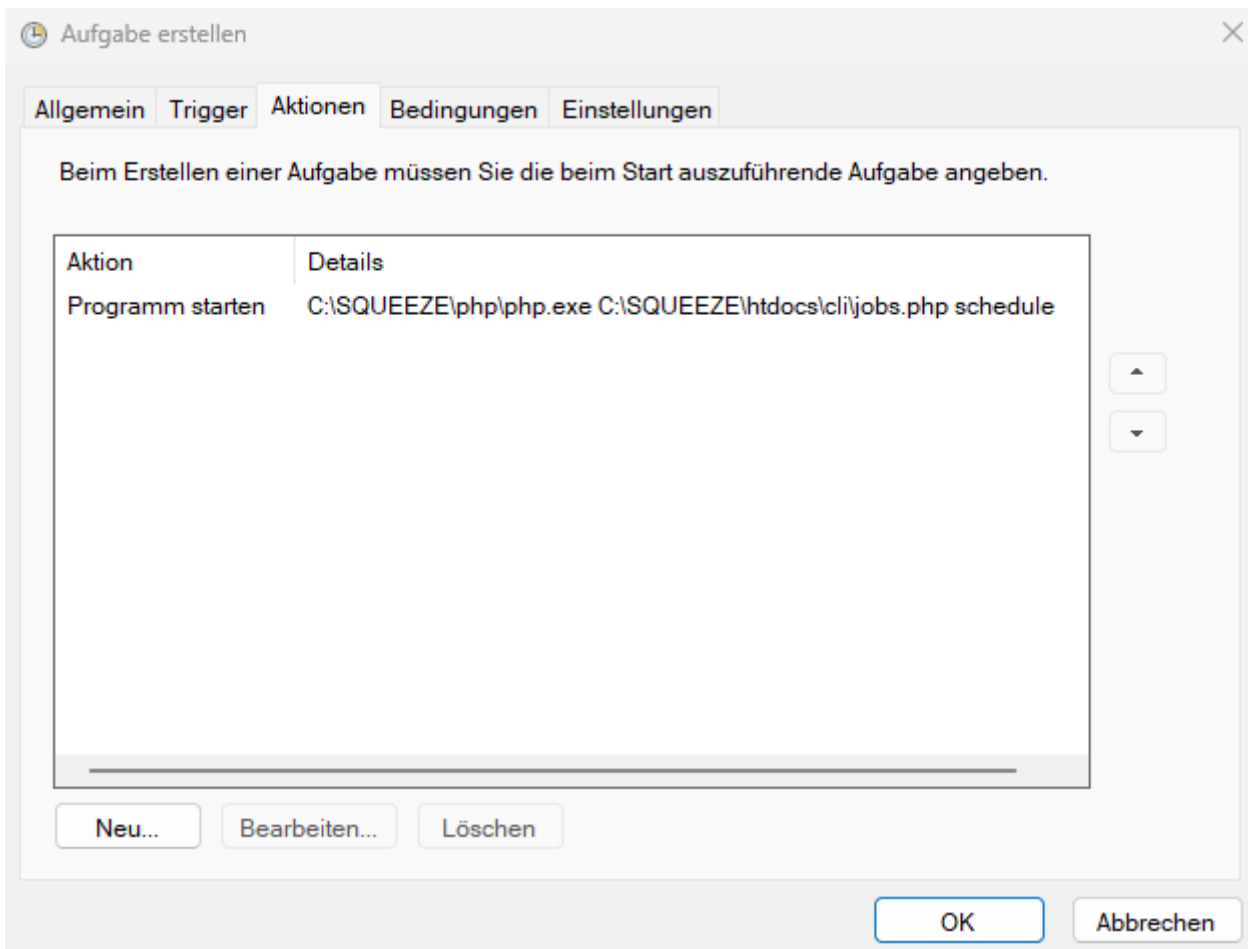 Aufgabe erstellen
Allgemein Trigger Aktionen Bedingungen Einstellungen
Beim Erstellen einer Aufgabe müssen Sie die beim Start auszuführende Aufgabe angeben.
Aktion Details
Programm starten C:\SQUEEZE\php\php.exe C:\SQUEEZE\htdocs\cli\jobs.php schedule
Neu... Bearbeiten... Löschen
OK Abbrechen